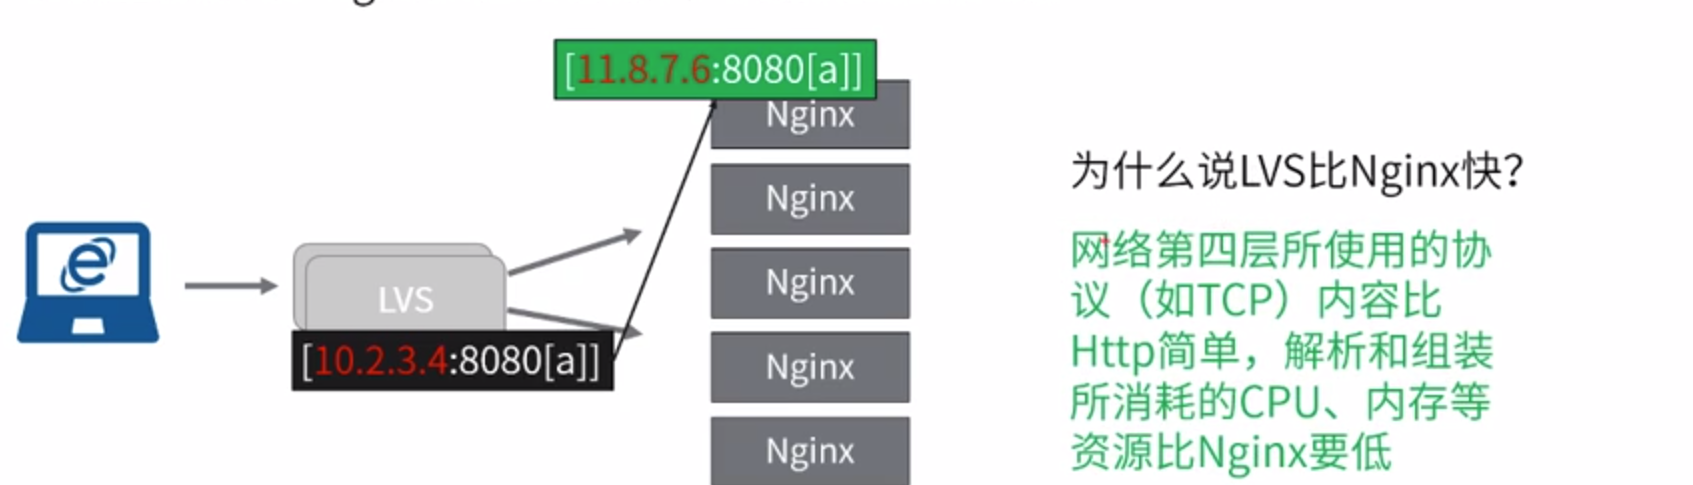 [11.8.7.6:8080[a]]
Nginx
Nginx
Nginx
Nginx
Nginx
LVS
[10.2.3.4:8080[a]]
为什么说LVS比Nginx快?
网络第四层所使用的协
议（如TCP）内容比
Http简单，解析和组装
所消耗的CPU、内存等
资源比Nginx要低